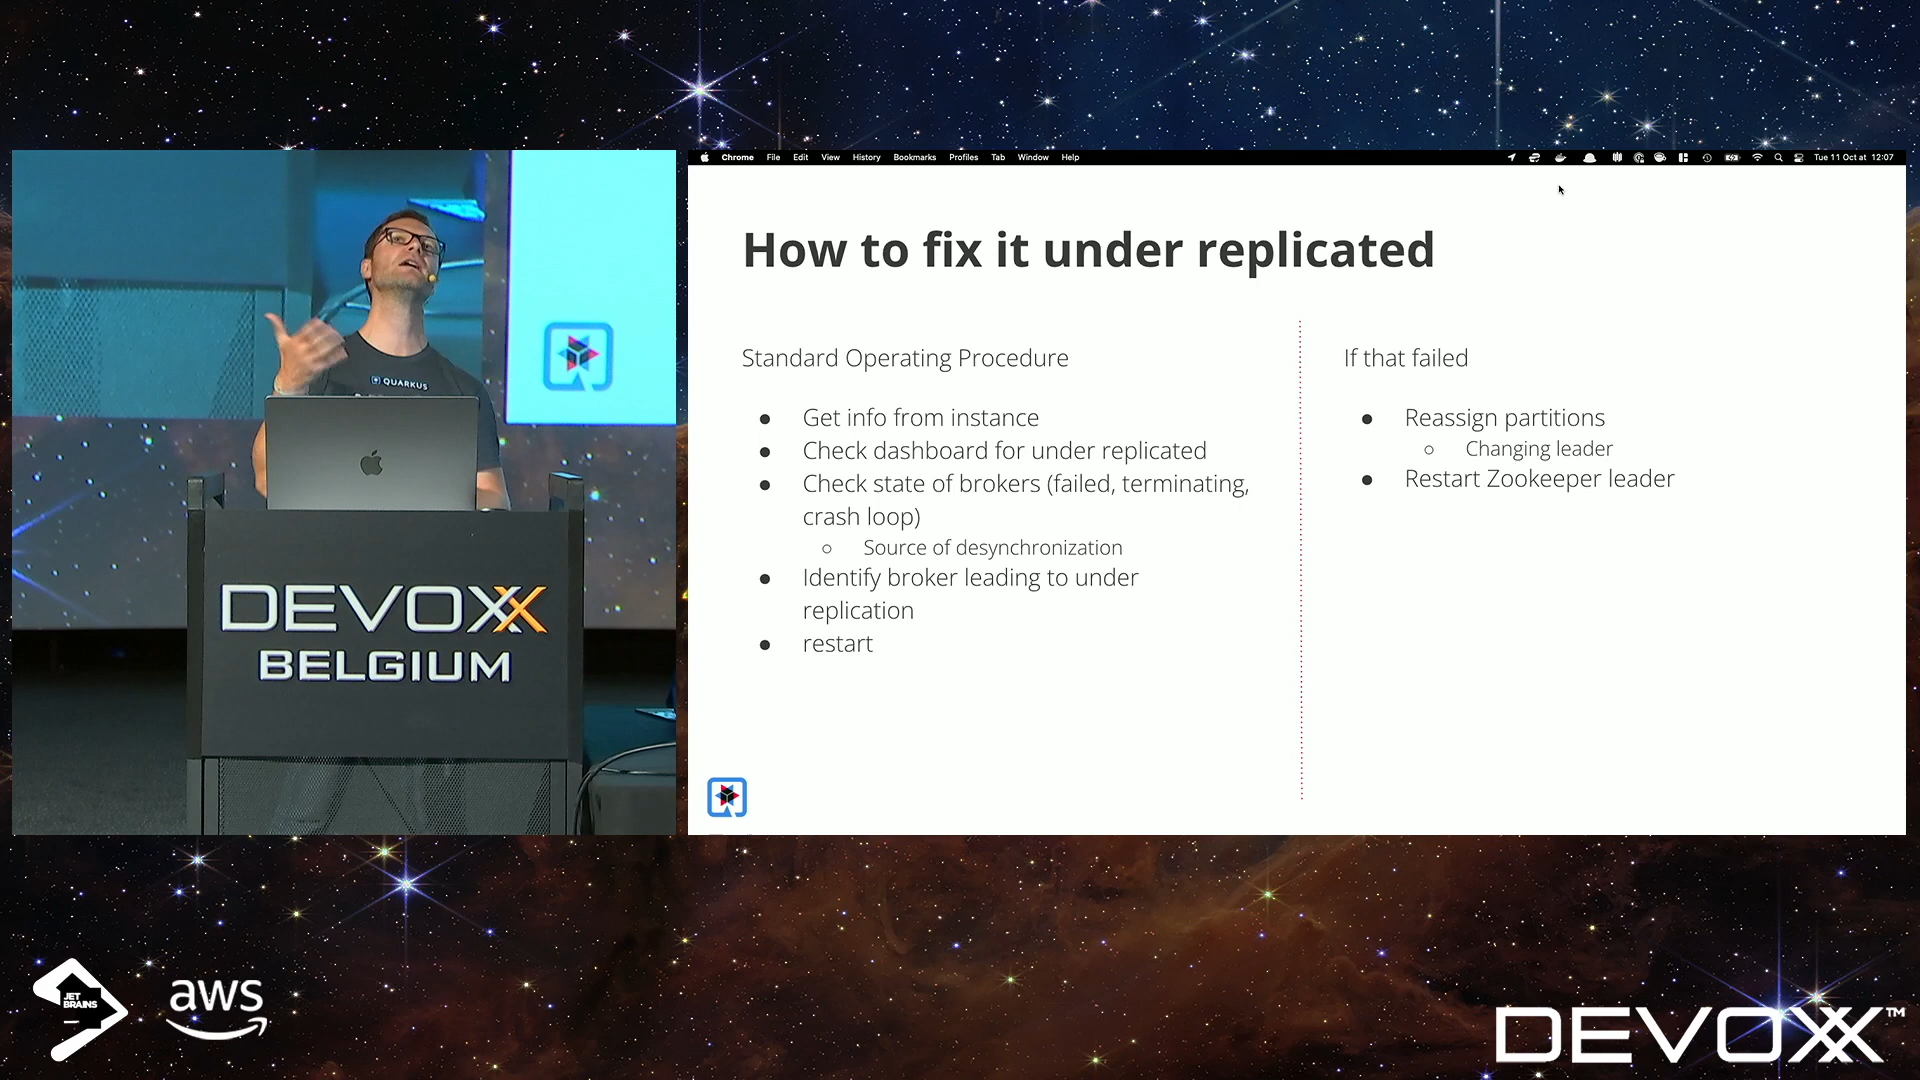 Chrome File Edit View History Bookmarks Profiles Tab Window Help
Tue 11 Oct at 12:07
How to fix it under replicated
Standard Operating Procedure
● Get info from instance
● Check dashboard for under replicated
● Check state of brokers (failed, terminating,
crash loop)
○ Source of desynchronization
● Identify broker leading to under
replication
● restart
If that failed
● Reassign partitions
○ Changing leader
● Restart Zookeeper leader
QUARKUS
DEVOXX
BELGIUM
JET
BRAINS
aws
DEVOXX™